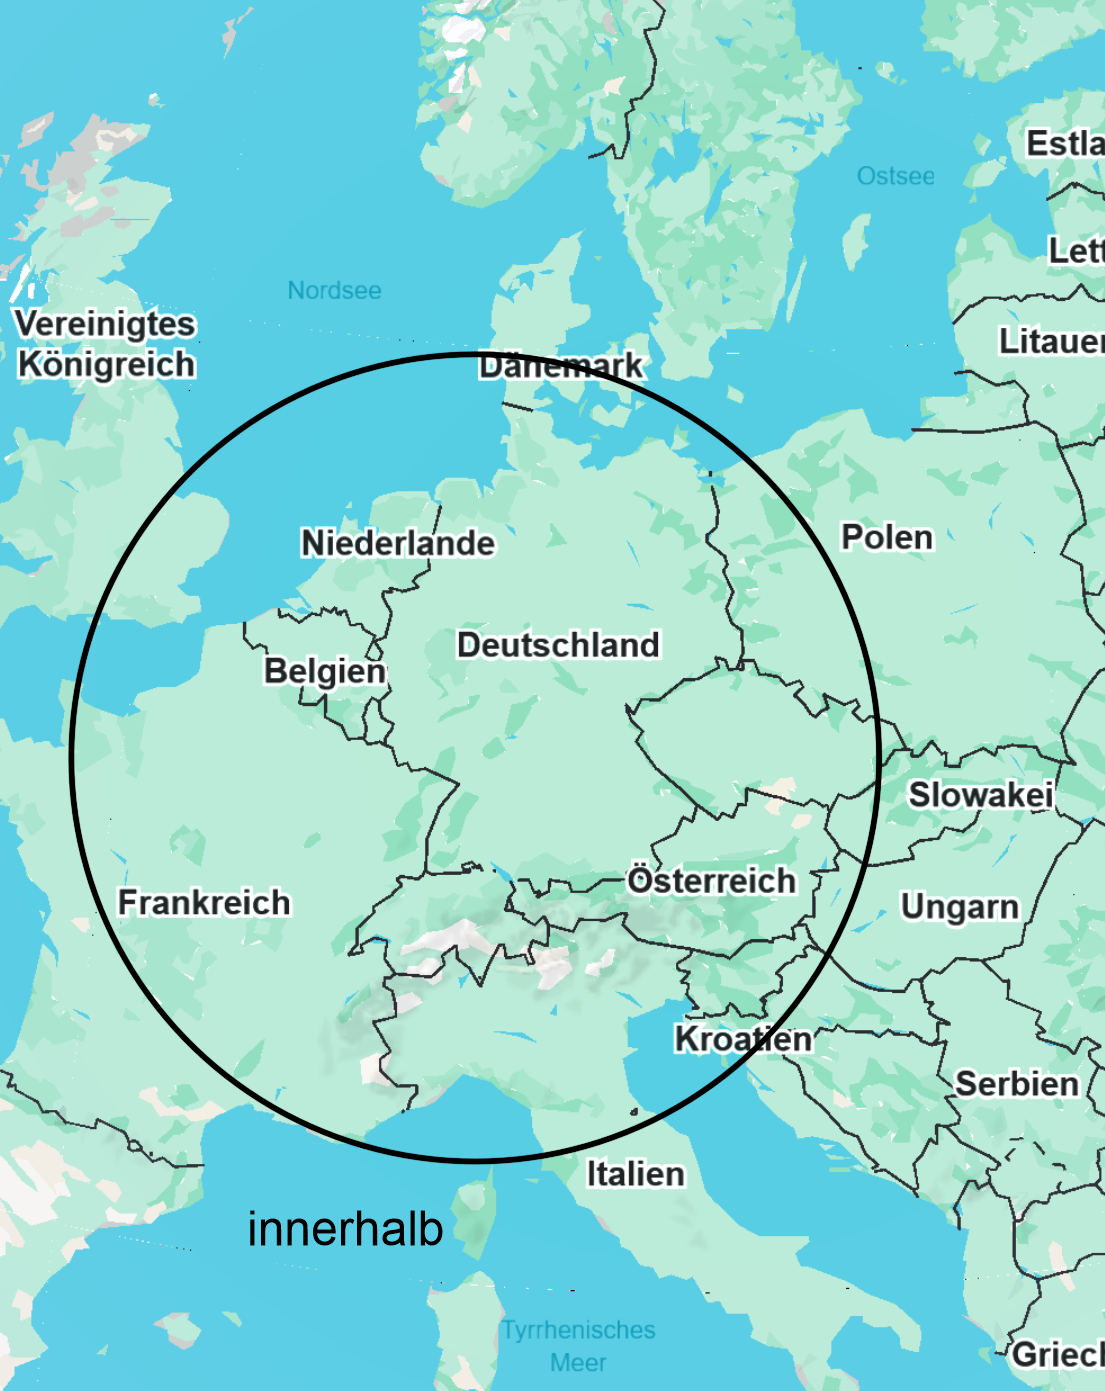 Estla
Ostsee
Lett
Nordsee
Vereinigtes
Königreich
Litauen
Dänemark
Niederlande
Polen
Deutschland
Belgien
Slowakei
Österreich
Frankreich
Ungarn
Kroatien
Serbien
Italien
innerhalb
Tyrrhenisches
Meer
Griech